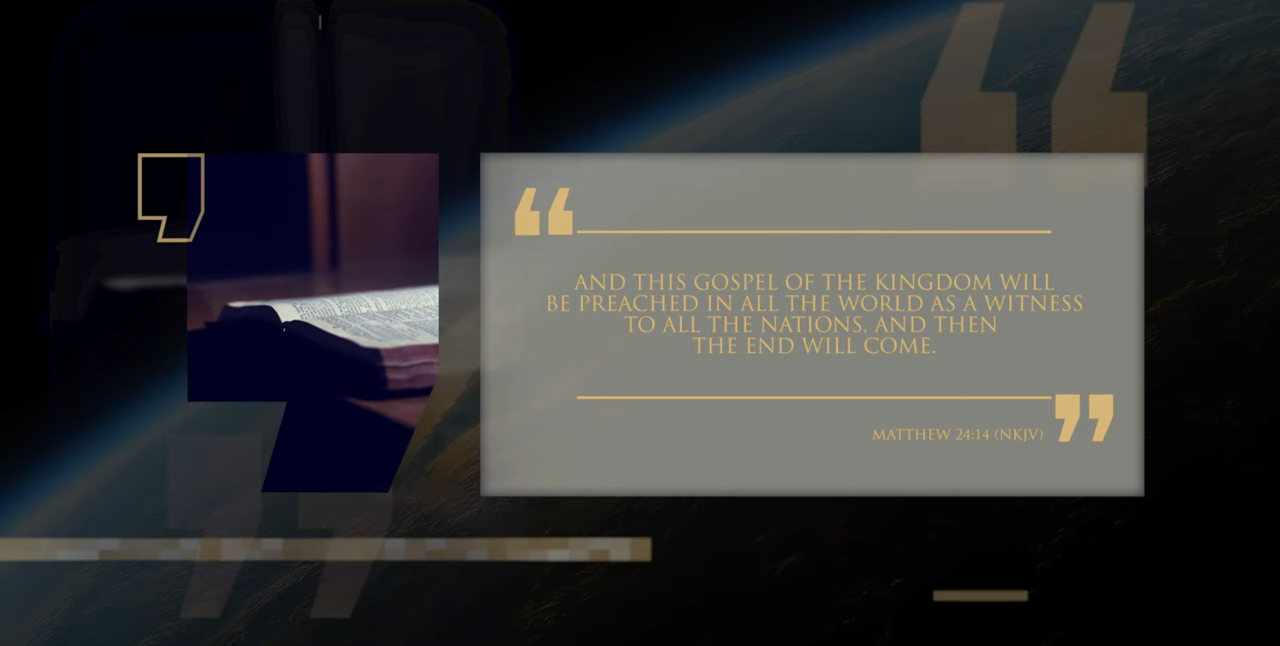 AND THIS GOSPEL OF THE KINGDOM WILL
BE PREACHED IN ALL THE WORLD AS A WITNESS
TO ALL THE NATIONS, AND THEN
THE END WILL COME.
MATTHEW 24:14 (NKJV)